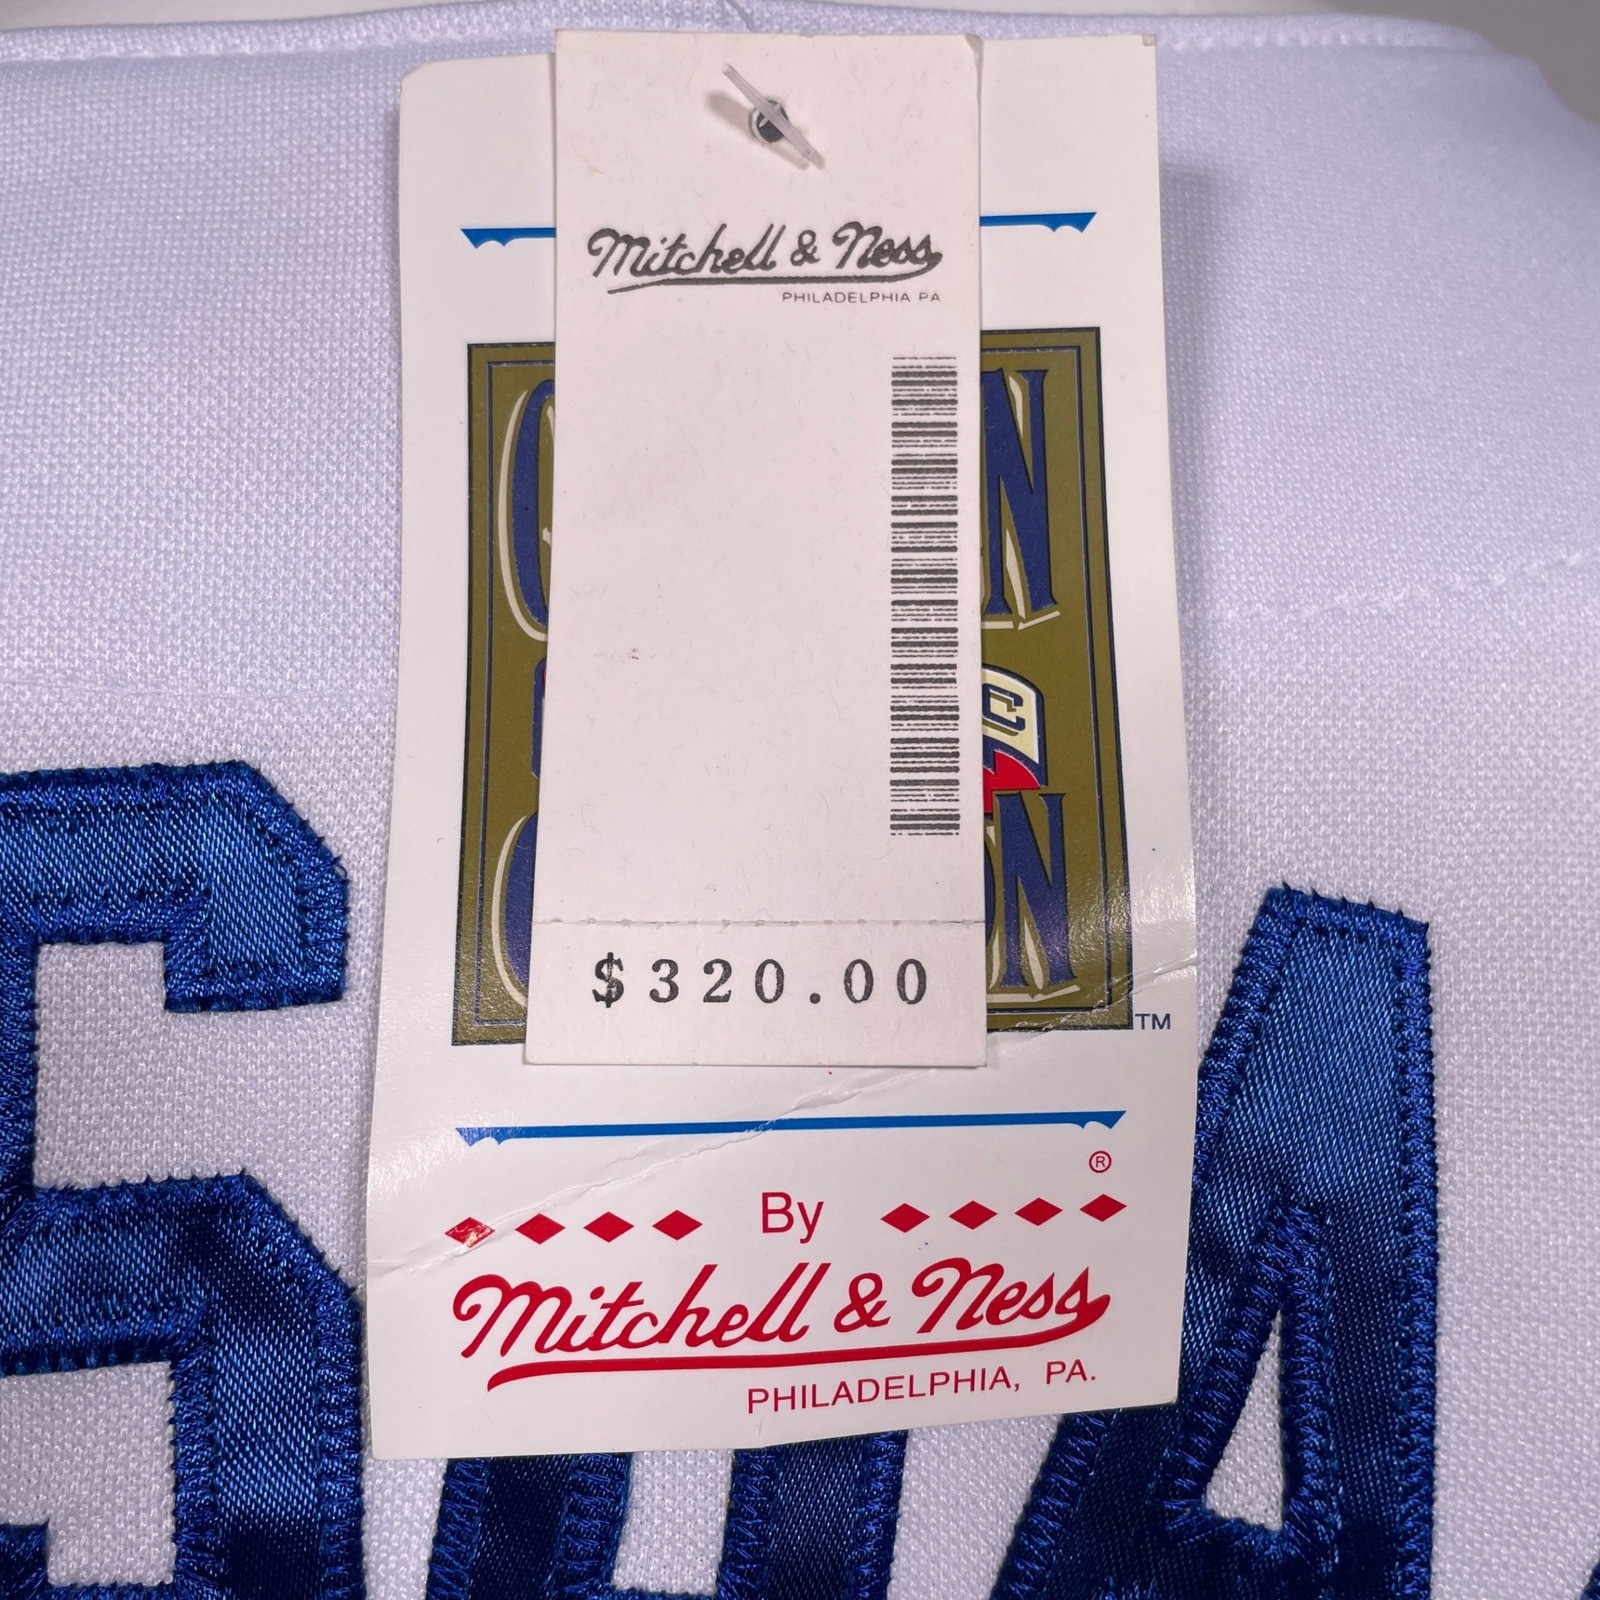 Mitchell & Ness
PHILADELPHIA PA
$320.00
TM
®
By
Mitchell & Ness
PHILADELPHIA, PA.